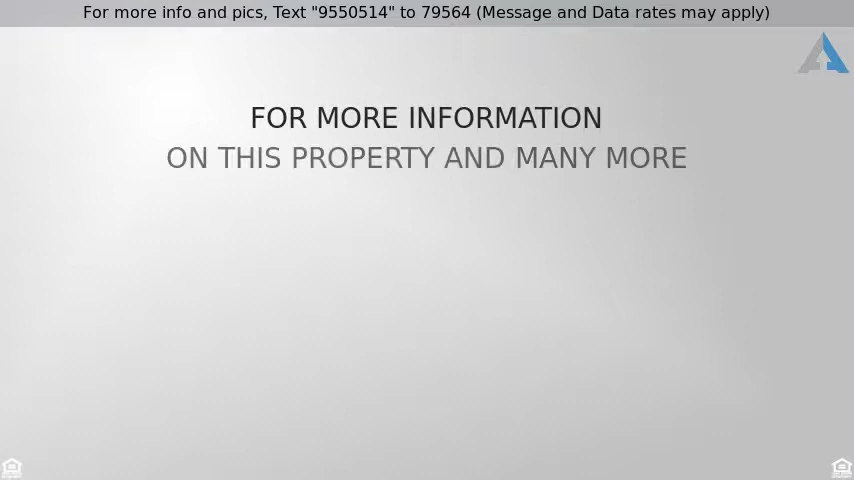 For more info and pics, Text "9550514" to 79564 (Message and Data rates may apply)
FOR MORE INFORMATION
ON THIS PROPERTY AND MANY MORE